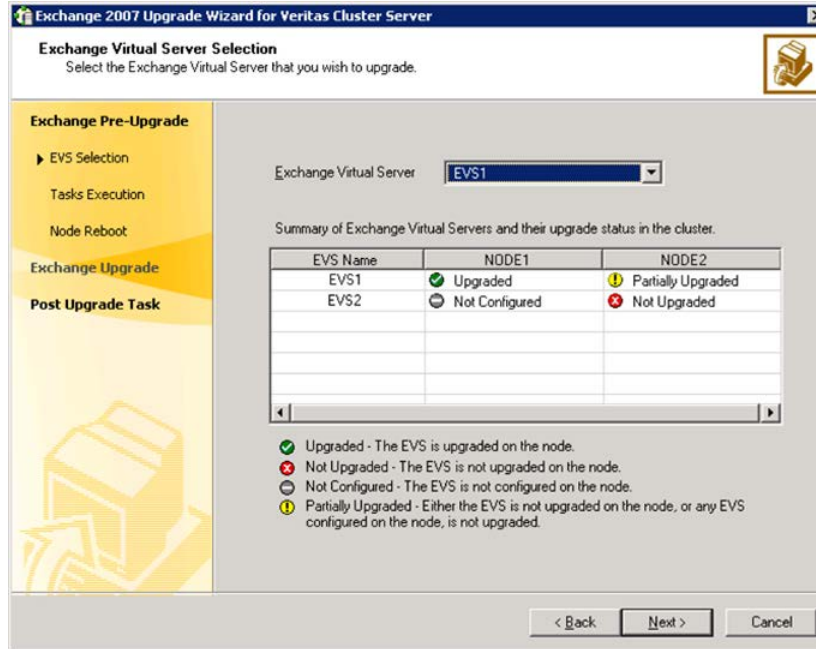 Exchange 2007 Upgrade Wizard for Veritas Cluster Server
Exchange Virtual Server Selection
Select the Exchange Virtual Server that you wish to upgrade.
Exchange Pre-Upgrade
EVS Selection
Tasks Execution
Node Reboot
Exchange Upgrade
Post Upgrade Task
Exchange Virtual Server
EVS1
Summary of Exchange Virtual Servers and their upgrade status in the cluster.
EVS Name NODE1 NODE2
EVS1 Upgraded Partially Upgraded
EVS2 Not Configured Not Upgraded
Upgraded - The EVS is upgraded on the node.
Not Upgraded - The EVS is not upgraded on the node.
Not Configured - The EVS is not configured on the node.
Partially Upgraded - Either the EVS is not upgraded on the node, or any EVS
configured on the node, is not upgraded.
< Back Next > Cancel